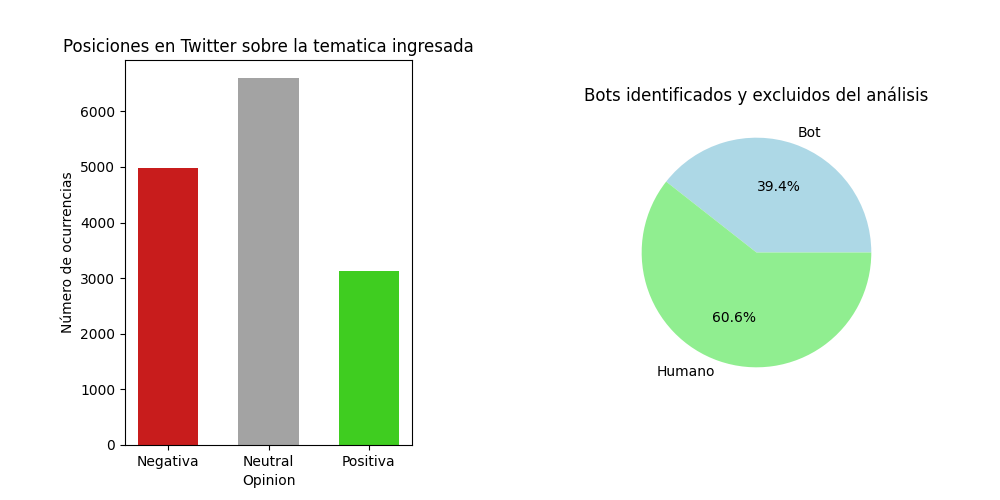 Posiciones en Twitter sobre la tematica ingresada
Número de ocurrencias
6000
5000
4000
3000
2000
1000
0
Negativa
Neutral
Positiva
Opinion
Bots identificados y excluidos del análisis
Bot
39.4%
60.6%
Humano